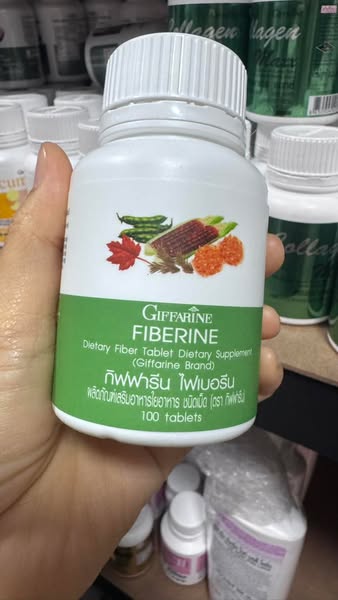 Collagen
GIFFARINE
FIBERINE
Dietary Fiber Tablet Dietary Supplement
(Giffarine Brand)
กิฟฟารีน ไฟเบอรีน
ผลิตภัณฑ์เสริมอาหารใยอาหาร ชนิดเม็ด (ตรา กิฟฟารีน)
100 tablets
Collagen